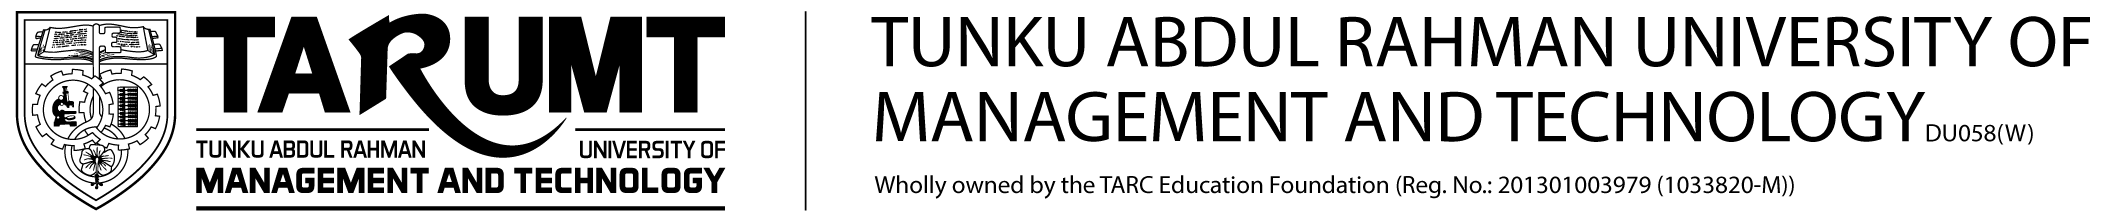 TARUMT
TUNKU ABDUL RAHMAN UNIVERSITY OF
MANAGEMENT AND TECHNOLOGY
TUNKU ABDUL RAHMAN UNIVERSITY OF
MANAGEMENT AND TECHNOLOGY DU058(W)
Wholly owned by the TARC Education Foundation (Reg. No.: 201301003979 (1033820-M))